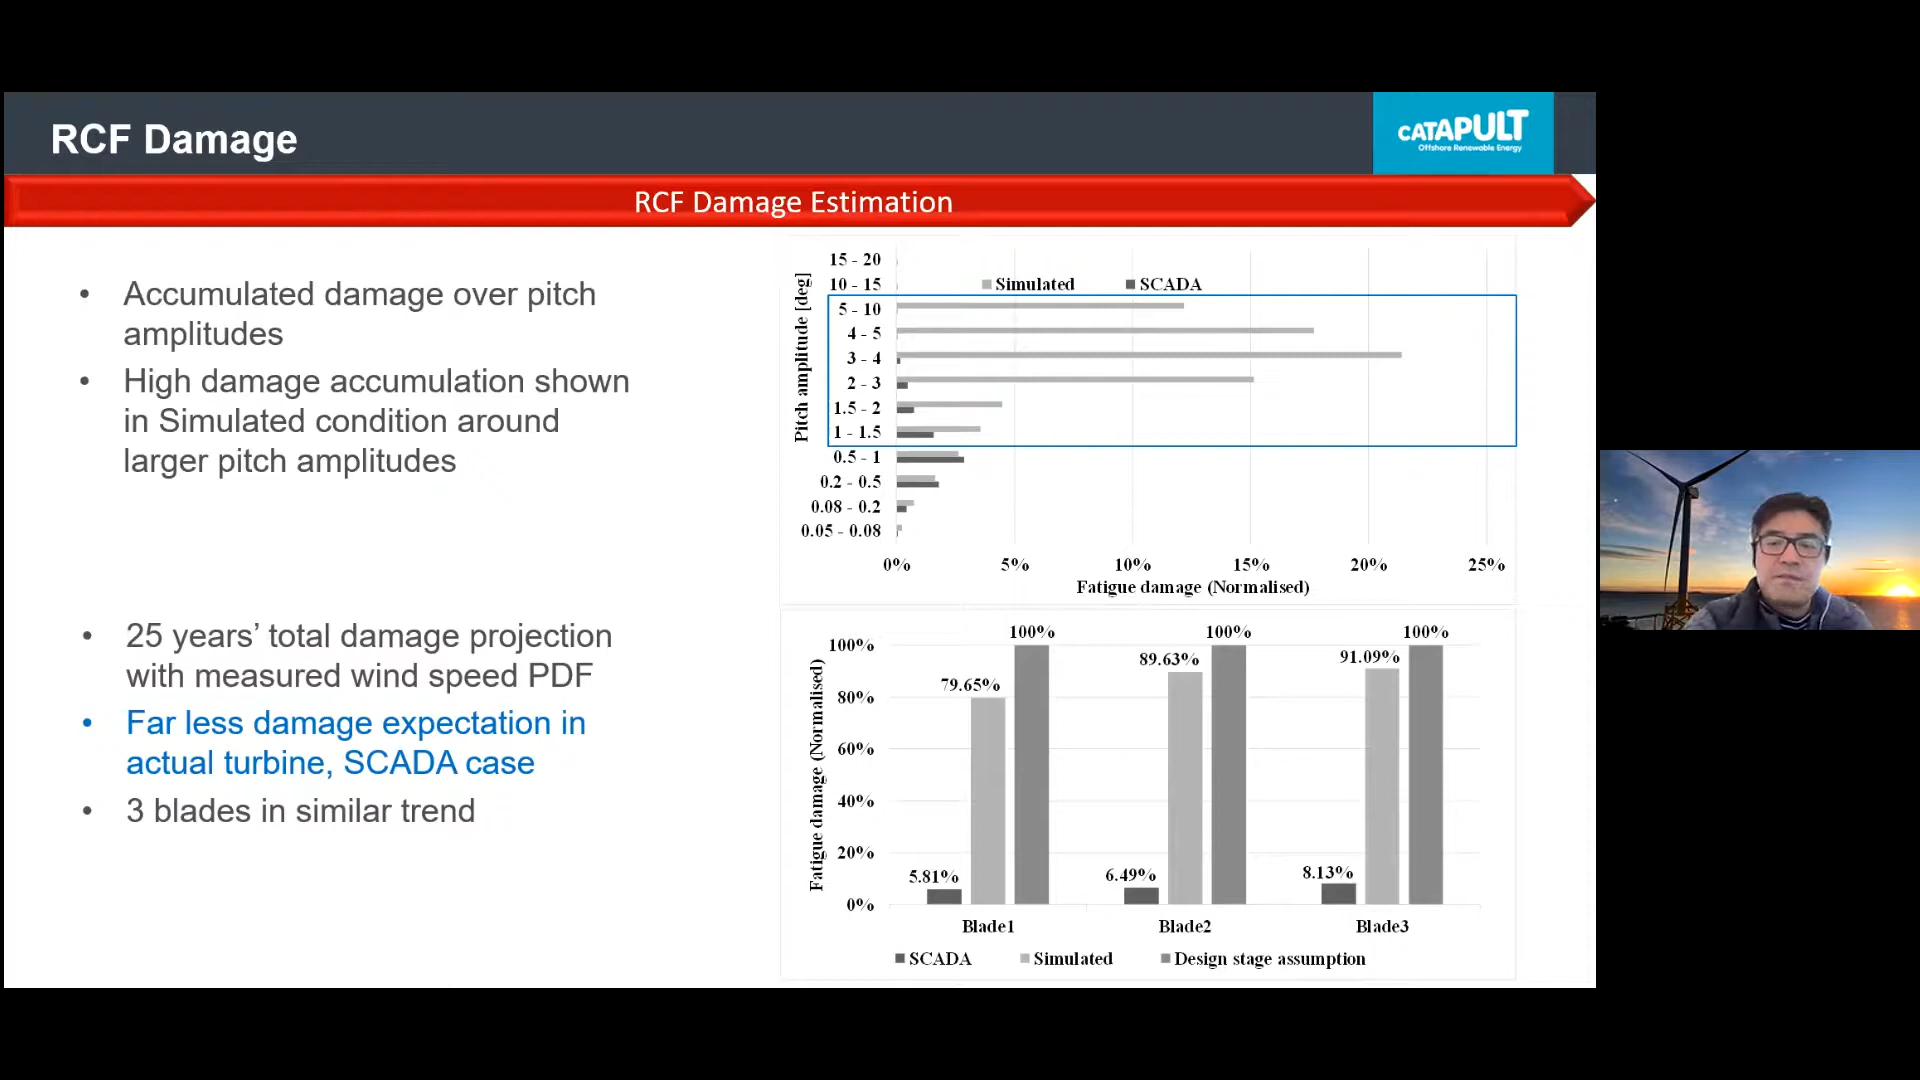 RCF Damage
CATAPULT
Offshore Renewable Energy
RCF Damage Estimation
• Accumulated damage over pitch
amplitudes
• High damage accumulation shown
in Simulated condition around
larger pitch amplitudes
• 25 years’ total damage projection
with measured wind speed PDF
• Far less damage expectation in
actual turbine, SCADA case
• 3 blades in similar trend
Pitch amplitude [deg]
15 - 20
10 - 15
5 - 10
4 - 5
3 - 4
2 - 3
1.5 - 2
1 - 1.5
0.5 - 1
0.2 - 0.5
0.08 - 0.2
0.05 - 0.08
Simulated SCADA
0% 5% 10% 15% 20% 25%
Fatigue damage (Normalised)
Fatigue damage (Normalised)
100%
80%
60%
40%
20%
0%
5.81% 79.65% 100%
6.49% 89.63% 100%
8.13% 91.09% 100%
Blade1 Blade2 Blade3
SCADA Simulated Design stage assumption